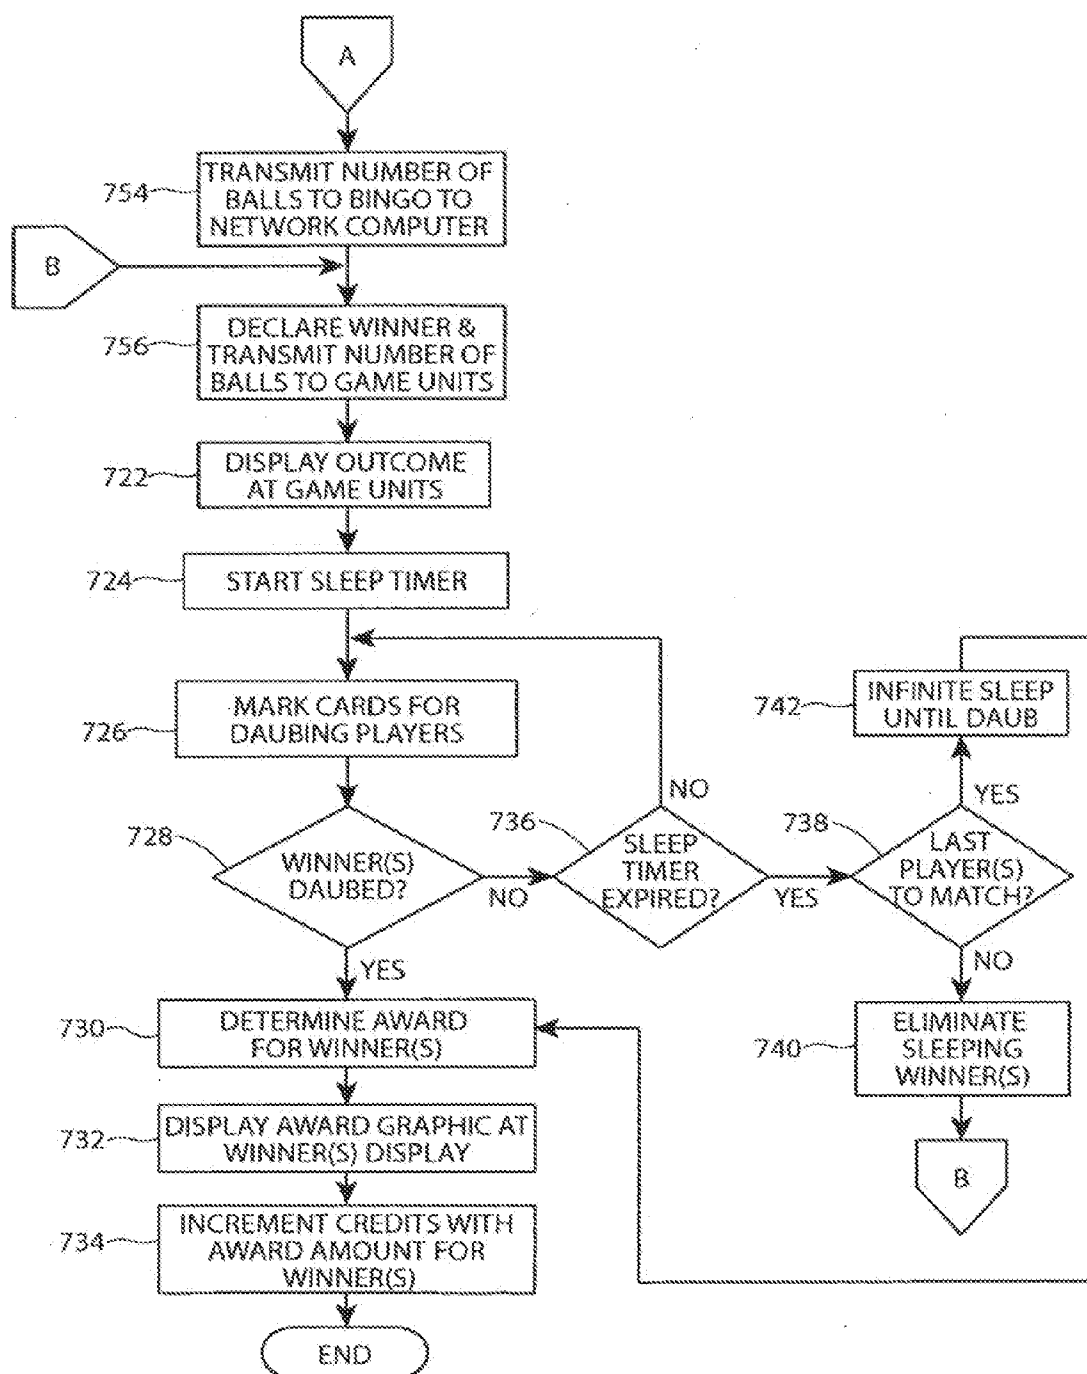 A
754
TRANSMIT NUMBER OF
BALLS TO BINGO TO
NETWORK COMPUTER
B
756
DECLARE WINNER &
TRANSMIT NUMBER OF
BALLS TO GAME UNITS
722
DISPLAY OUTCOME
AT GAME UNITS
724
START SLEEP TIMER
726
MARK CARDS FOR
DAUBING PLAYERS
742
INFINITE SLEEP
UNTIL DAUB
728
WINNER(S)
DAUBED?
NO
YES
736
SLEEP
TIMER
EXPIRED?
NO
YES
738
LAST
PLAYER(S)
TO MATCH?
YES
NO
730
DETERMINE AWARD
FOR WINNER(S)
740
ELIMINATE
SLEEPING
WINNER(S)
732
DISPLAY AWARD GRAPHIC AT
WINNER(S) DISPLAY
B
734
INCREMENT CREDITS WITH
AWARD AMOUNT FOR
WINNER(S)
END